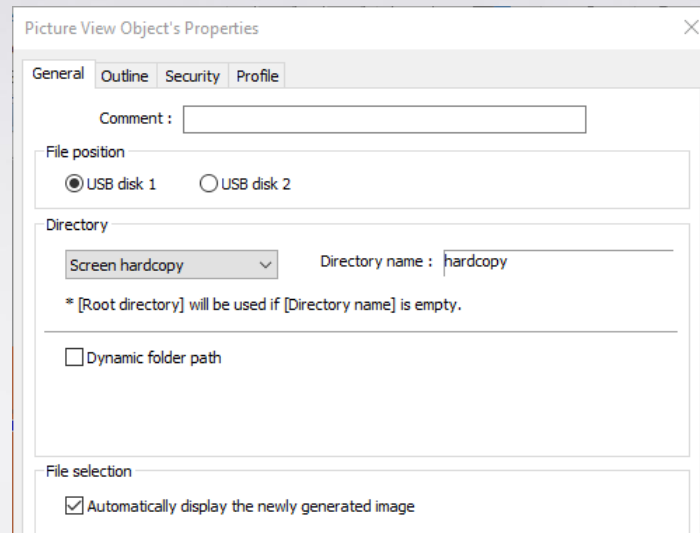 Picture View Object's Properties
General Outline Security Profile
Comment :
File position
USB disk 1 USB disk 2
Directory
Screen hardcopy Directory name : hardcopy
* [Root directory] will be used if [Directory name] is empty.
Dynamic folder path
File selection
Automatically display the newly generated image